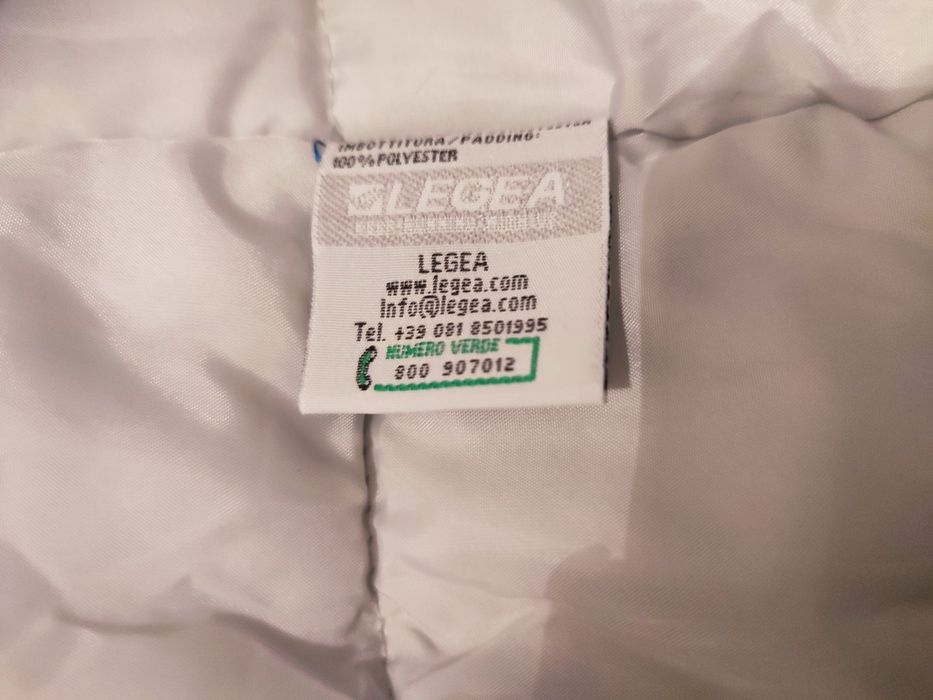 IMBOTTITURA/PADDING:
100%POLYESTER
LEGEA
LEGEA
www.legea.com
Info@legea.com
Tel. +39 081 8501995
NUMERO VERDE
800 907012